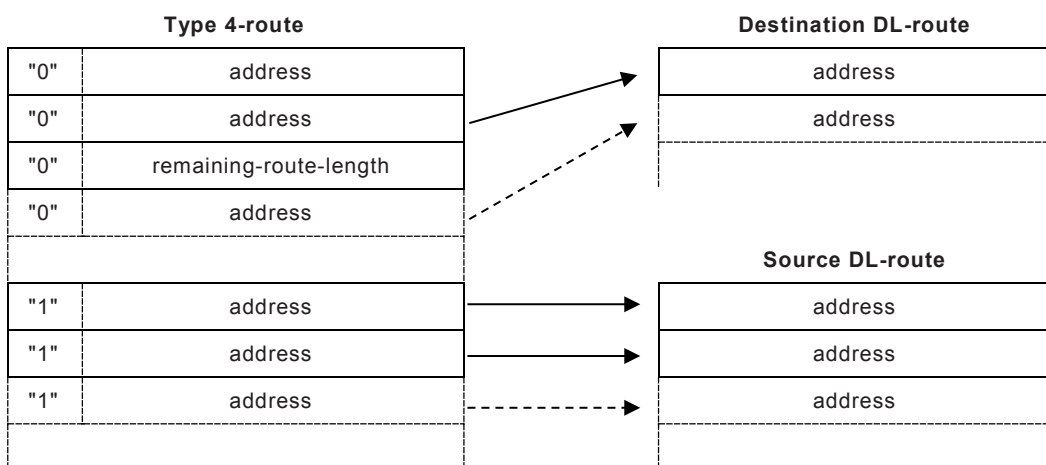 Type 4-route
"0" address
"0" address
"0" remaining-route-length
"0" address
"1" address
"1" address
"1" address
Destination DL-route
address
address
Source DL-route
address
address
address